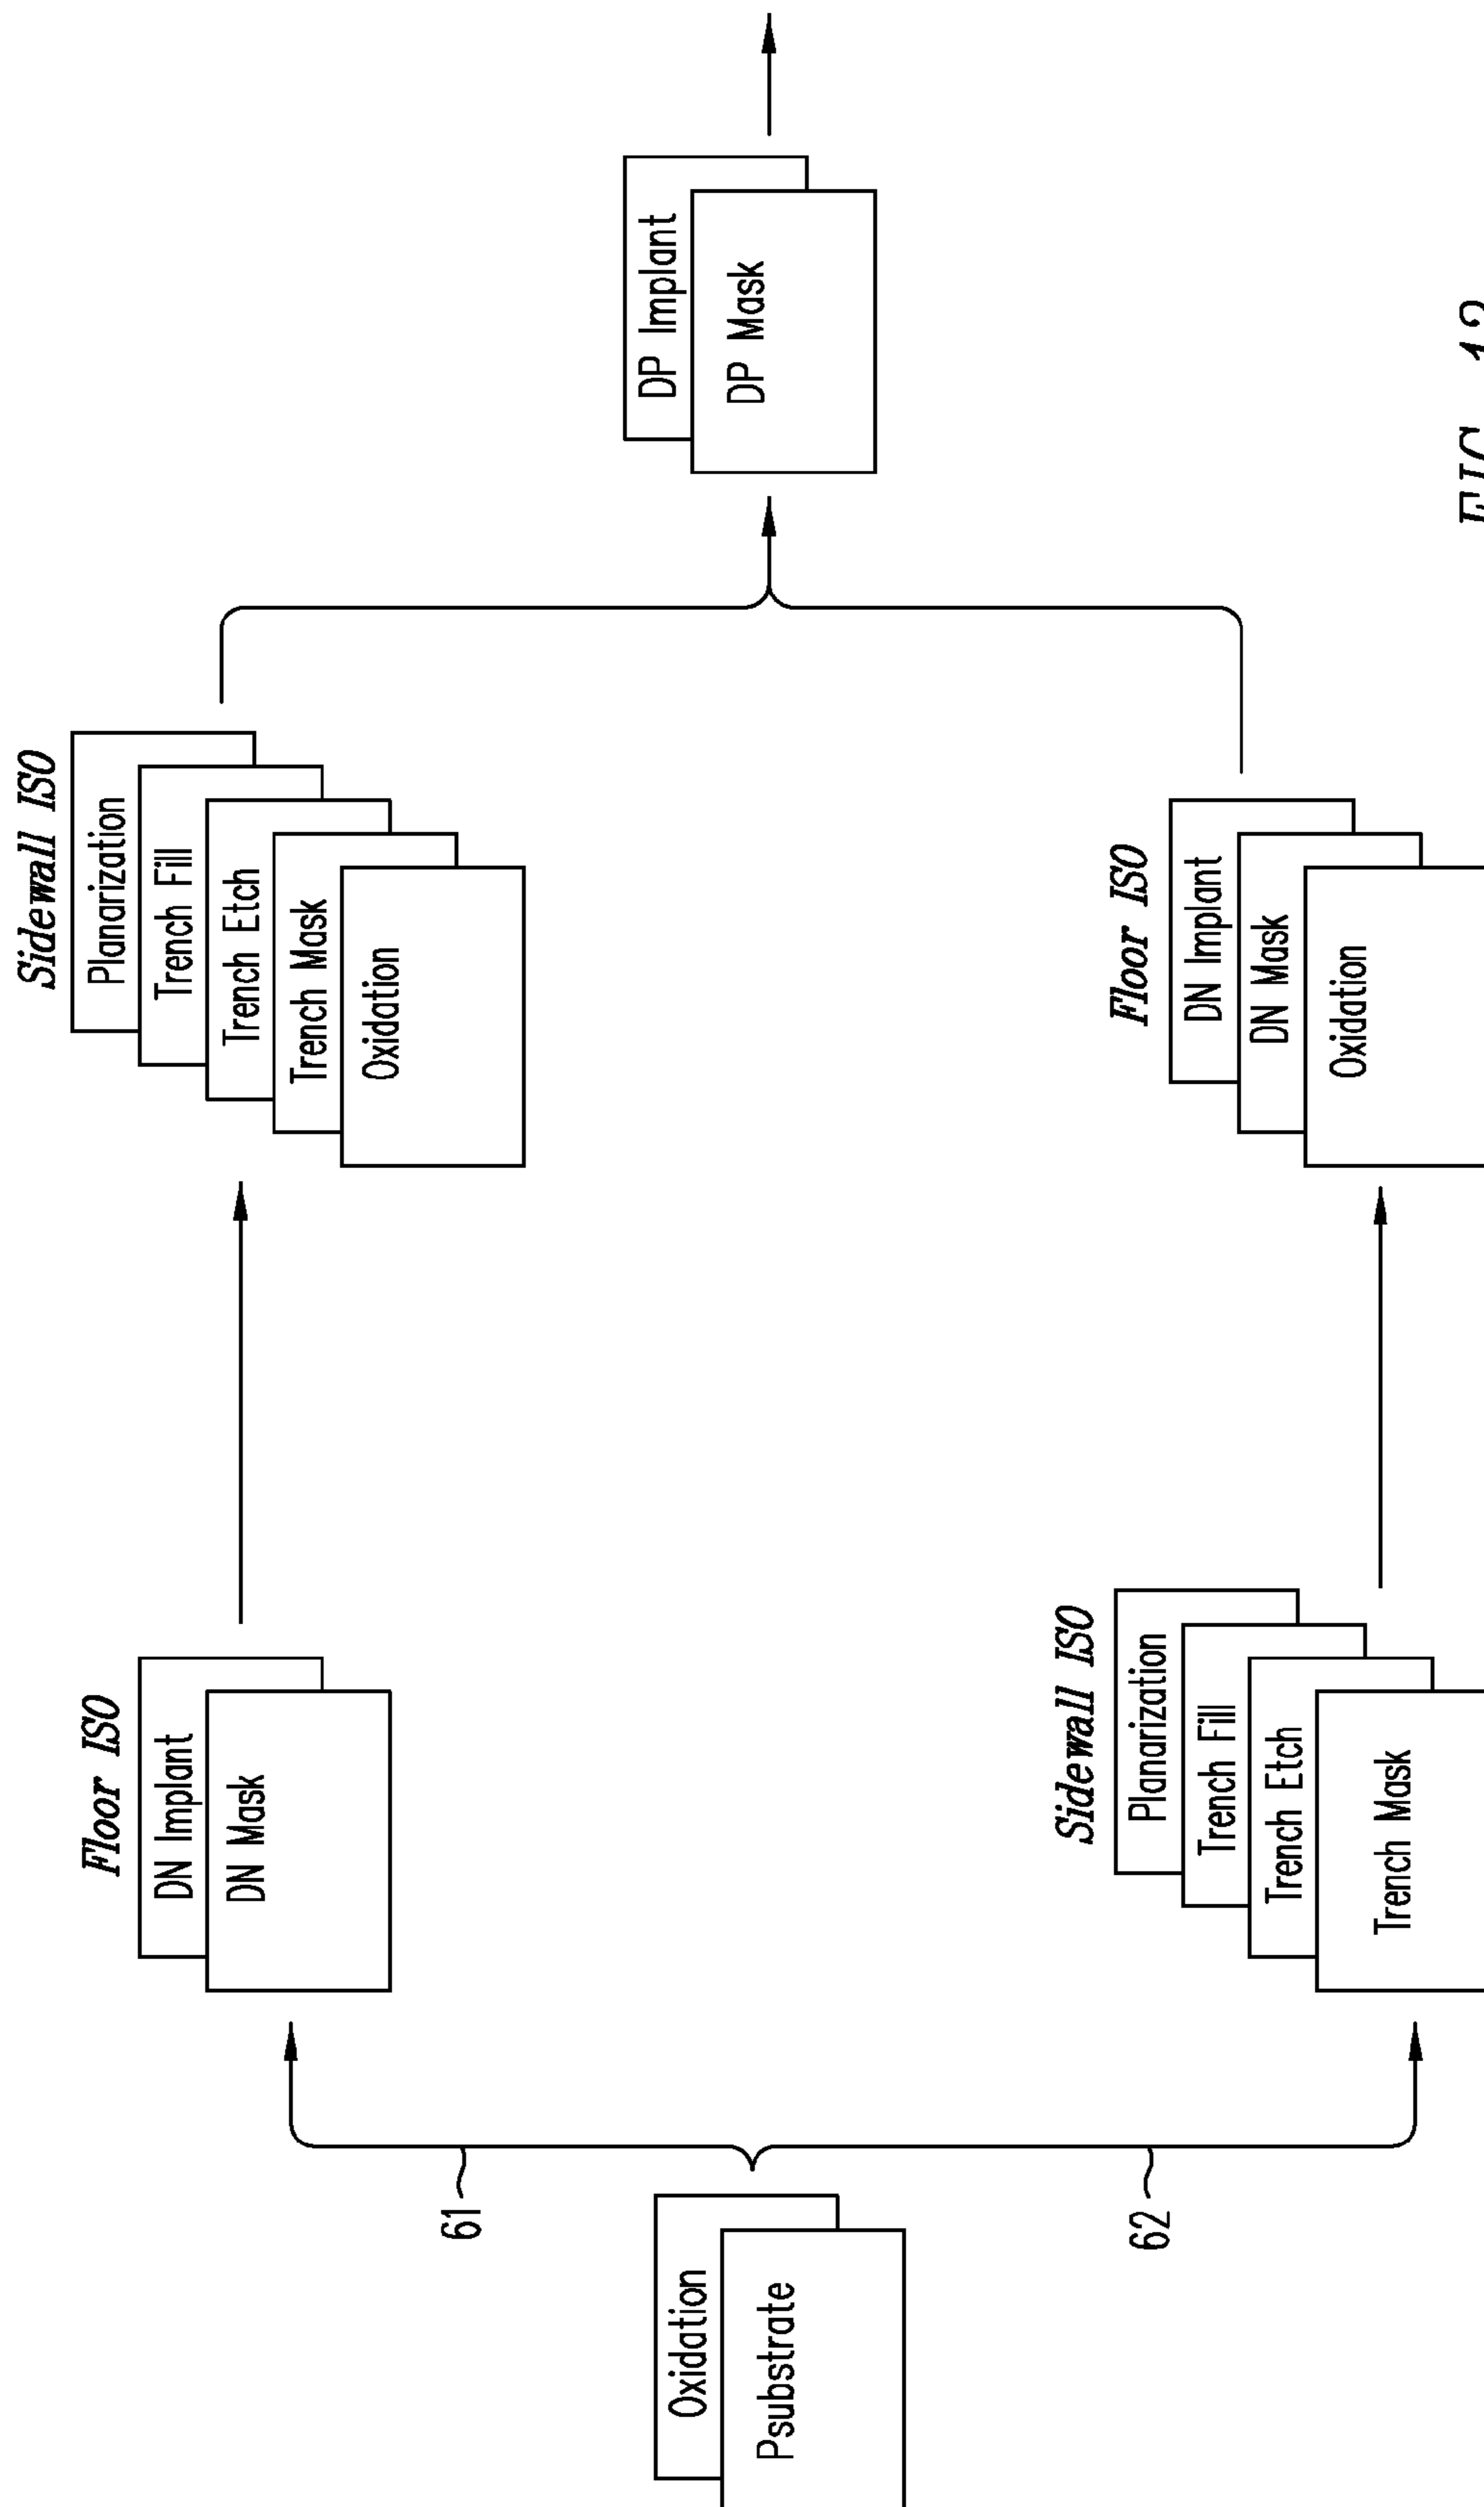 Oxidation
Psubstrate
61
62
Floor ISO
DN Implant
DN Mask
Sidewall ISO
Planarization
Trench Fill
Trench Etch
Trench Mask
Oxidation
Sidewall ISO
Planarization
Trench Fill
Trench Etch
Trench Mask
Floor ISO
DN Implant
DN Mask
Oxidation
DP Implant
DP Mask